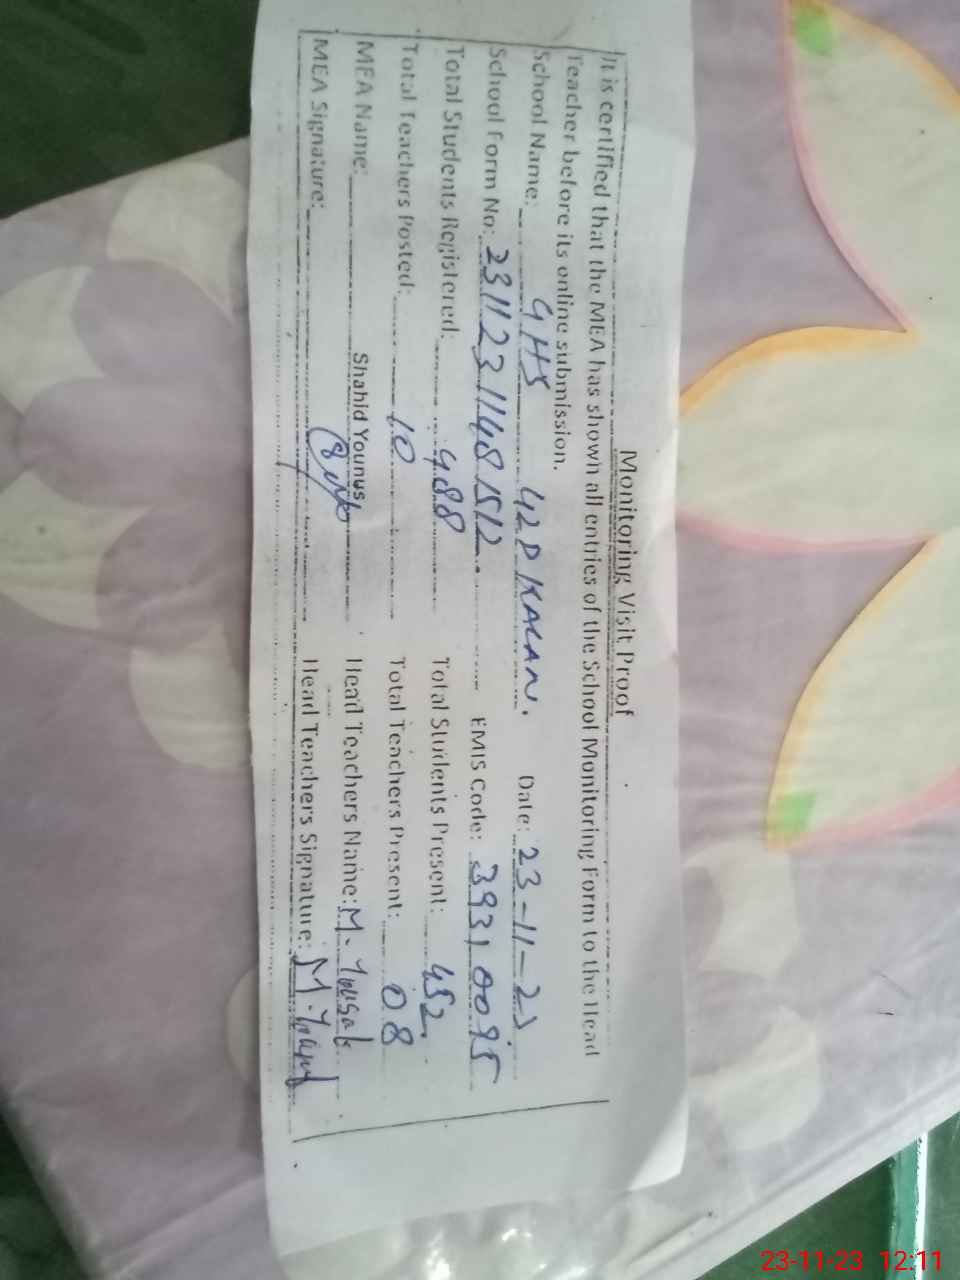 Monitoring Visit Proof
It is certified that the MEA has shown all entries of the School Monitoring Form to the Head
Teacher before its online submission.
School Name: GHS 42D KALAN. Date: 23-11-23
School Form No: 23112311481512 EMIS Code: 39310095
Total Students Registered: 488 Total Students Present: 452
Total Teachers Posted: 10 Total Teachers Present: 08
MEA Name: Shahid Younus Head Teachers Name: M. Yousaf
MEA Signature: Head Teachers Signature: M. Yousaf
23-11-23 12:11